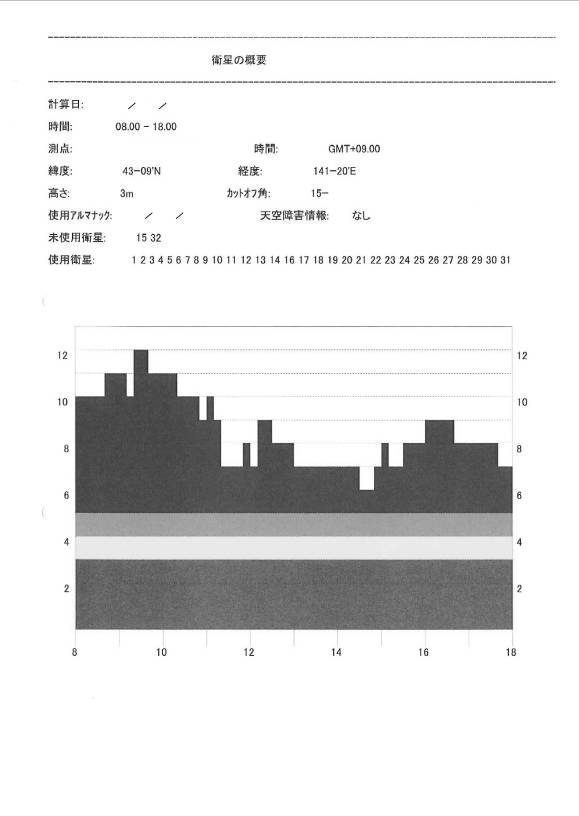 衛星の概要
計算日: / /
時間: 08.00 - 18.00
測点: 時間: GMT+09.00
緯度: 43-09'N 経度: 141-20'E
高さ: 3m カットオフ角: 15-
使用アルマナック: / / 天空障害情報: なし
未使用衛星: 15 32
使用衛星: 1 2 3 4 5 6 7 8 9 10 11 12 13 14 16 17 18 19 20 21 22 23 24 25 26 27 28 29 30 31
12 12
10 10
8 8
6 6
4 4
2 2
8 10 12 14 16 18